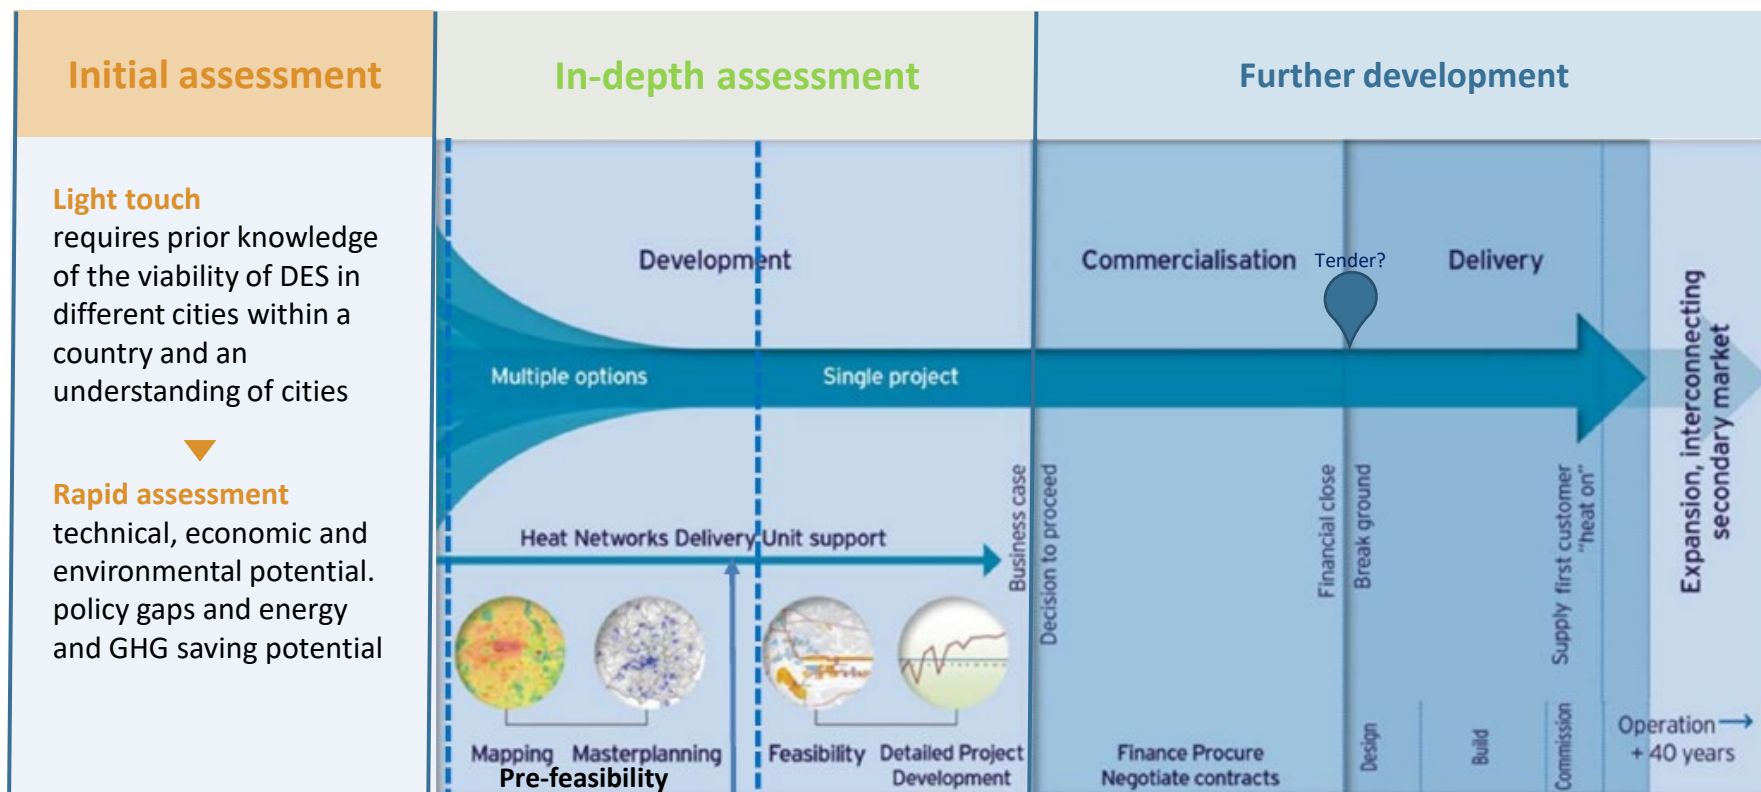 Initial assessment
In-depth assessment
Further development
Light touch
requires prior knowledge
of the viability of DES in
different cities within a
country and an
understanding of cities
Rapid assessment
technical, economic and
environmental potential.
policy gaps and energy
and GHG saving potential
Development
Multiple options
Single project
Heat Networks Delivery Unit support
Mapping
Masterplanning
Pre-feasibility
Feasibility
Detailed Project
Development
Business case
Decision to proceed
Commercialisation
Tender?
Delivery
Financial close
Break ground
Supply first customer
"heat on"
Finance Procure
Negotiate contracts
Design
Build
Commission
Operation
+ 40 years
Expansion, interconnecting
secondary market